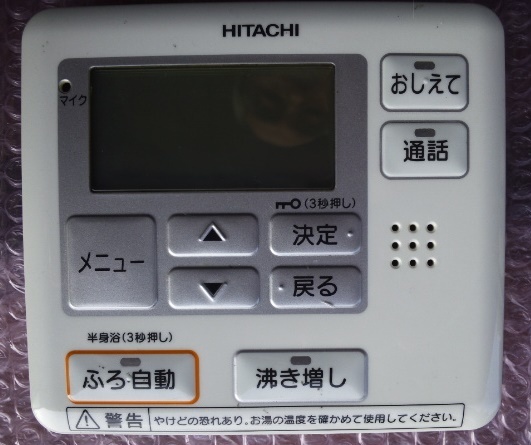 HITACHI
マイク
おしえて
通話
(3秒押し)
メニュー
決定
戻る
半身浴(3秒押し)
ふろ自動
沸き増し
警告 やけどの恐れあり。お湯の温度を確かめて使用してください。